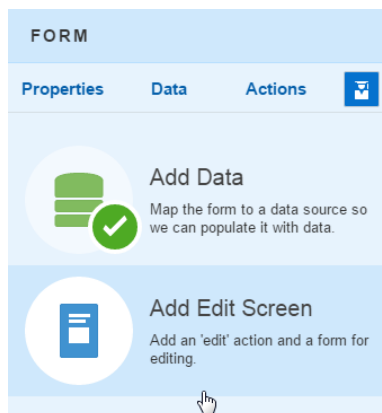 FORM
Properties Data Actions
Add Data
Map the form to a data source so
we can populate it with data.
Add Edit Screen
Add an 'edit' action and a form for
editing.